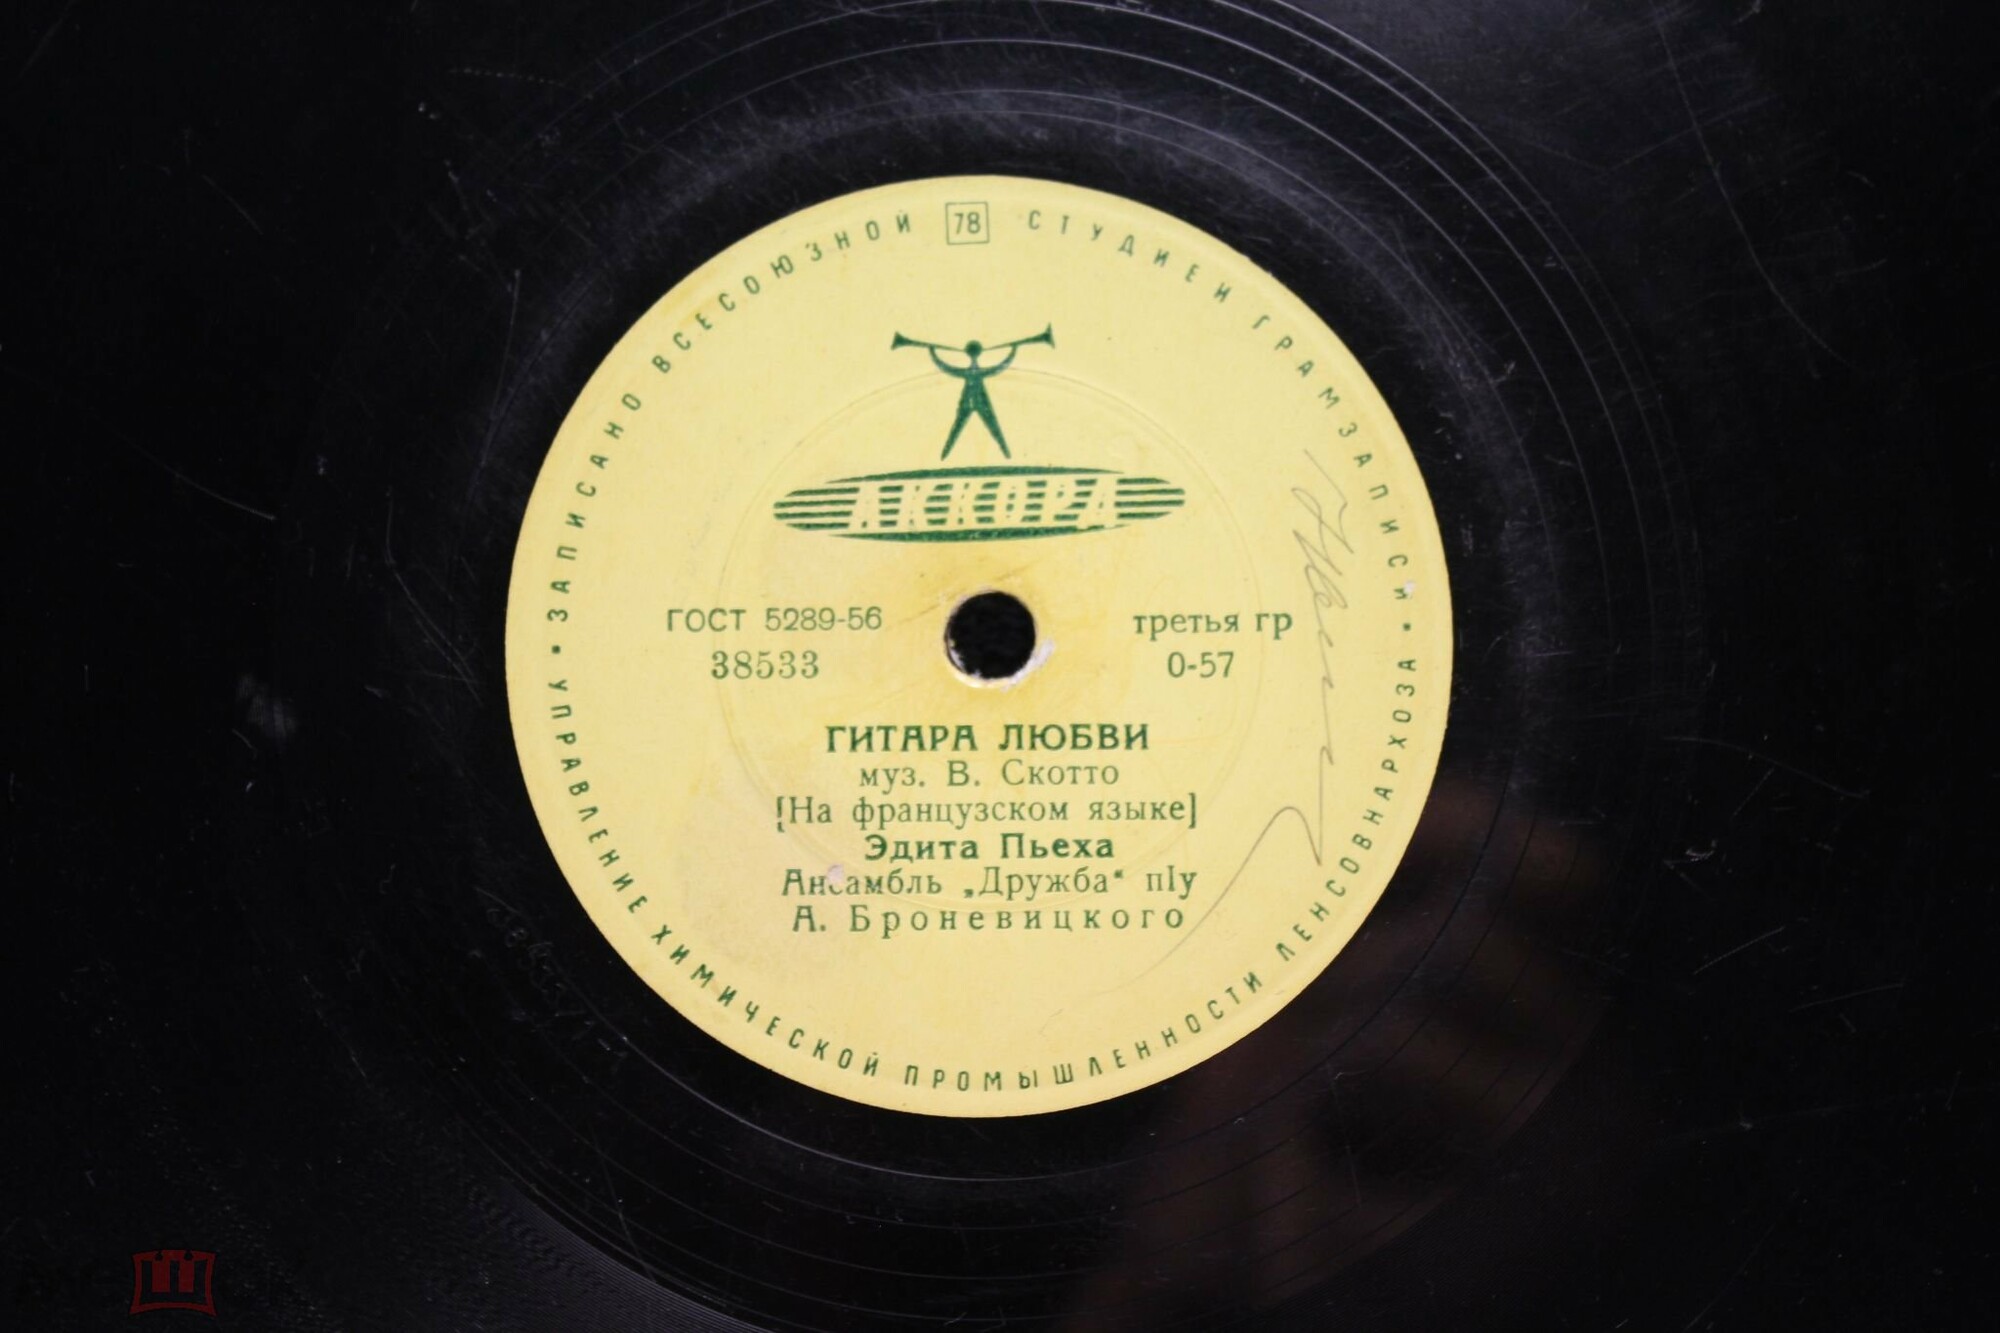 ЗАПИСАНО ВСЕСОЮЗНОЙ 78 СТУДИЕЙ ГРАМЗАПИСИ
АККОРД
ГОСТ 5289-56 третья гр
38533 0-57
ГИТАРА ЛЮБВИ
муз. В. Скотто
[На французском языке]
Эдита Пьеха
Ансамбль „Дружба“ п/у
А. Броневицкого
• УПРАВЛЕНИЕ ХИМИЧЕСКОЙ ПРОМЫШЛЕННОСТИ ЛЕНСОВНАРХОЗА •